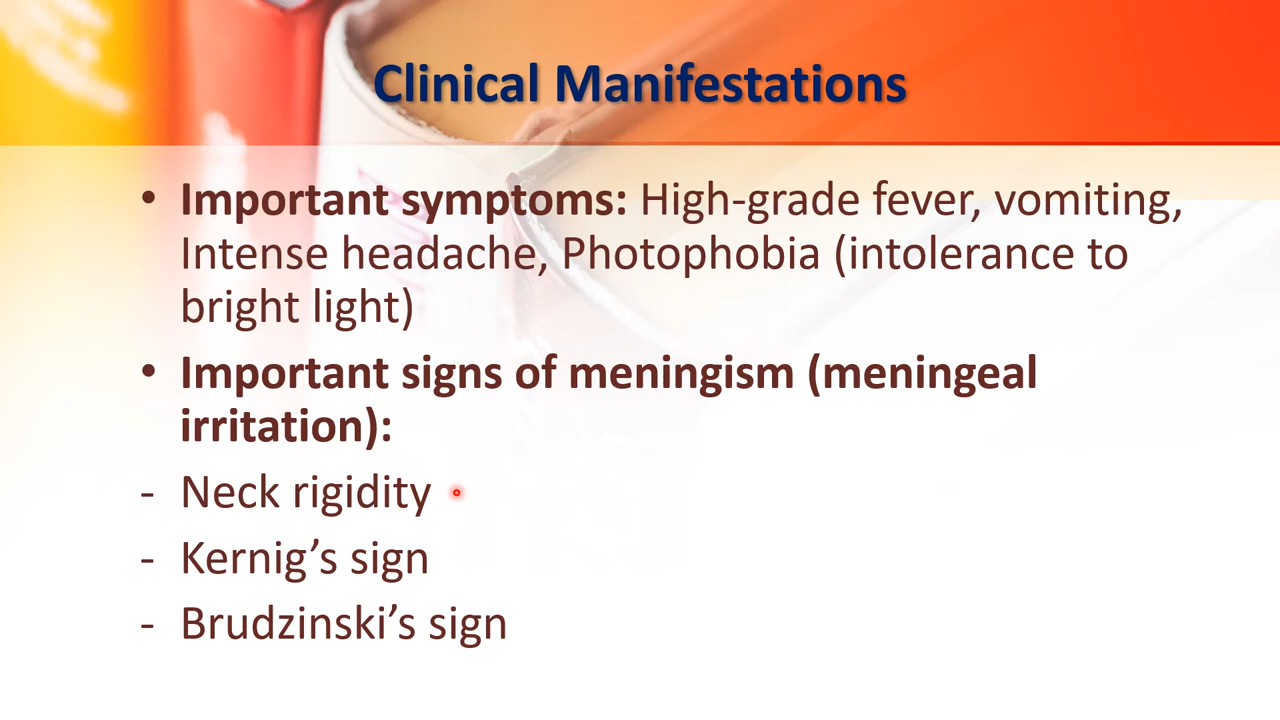 Clinical Manifestations
• Important symptoms: High-grade fever, vomiting,
Intense headache, Photophobia (intolerance to
bright light)
• Important signs of meningism (meningeal
irritation):
- Neck rigidity
- Kernig’s sign
- Brudzinski’s sign